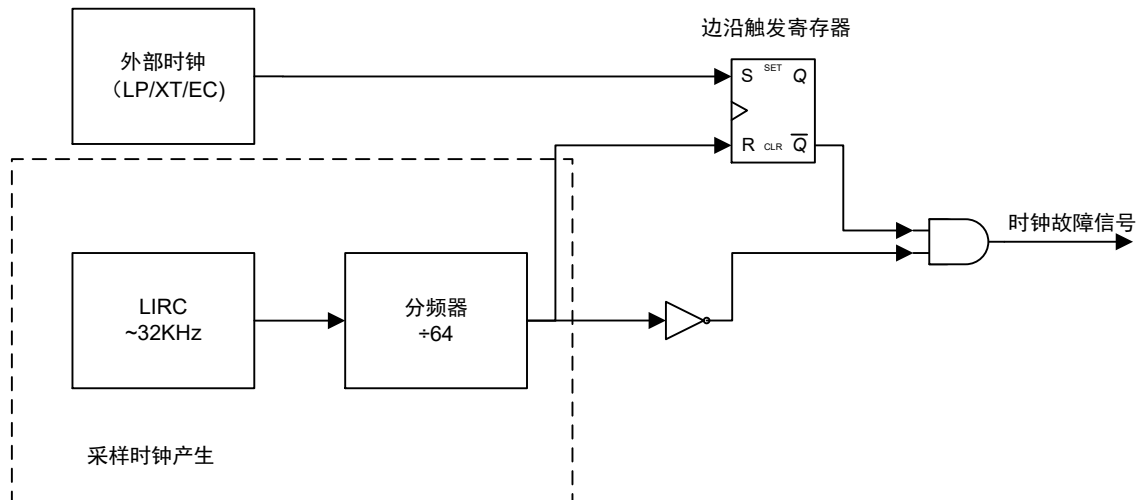 外部时钟
（LP/XT/EC)
边沿触发寄存器
S SET Q
R CLR Q̅
时钟故障信号
LIRC
~32KHz
分频器
÷64
采样时钟产生